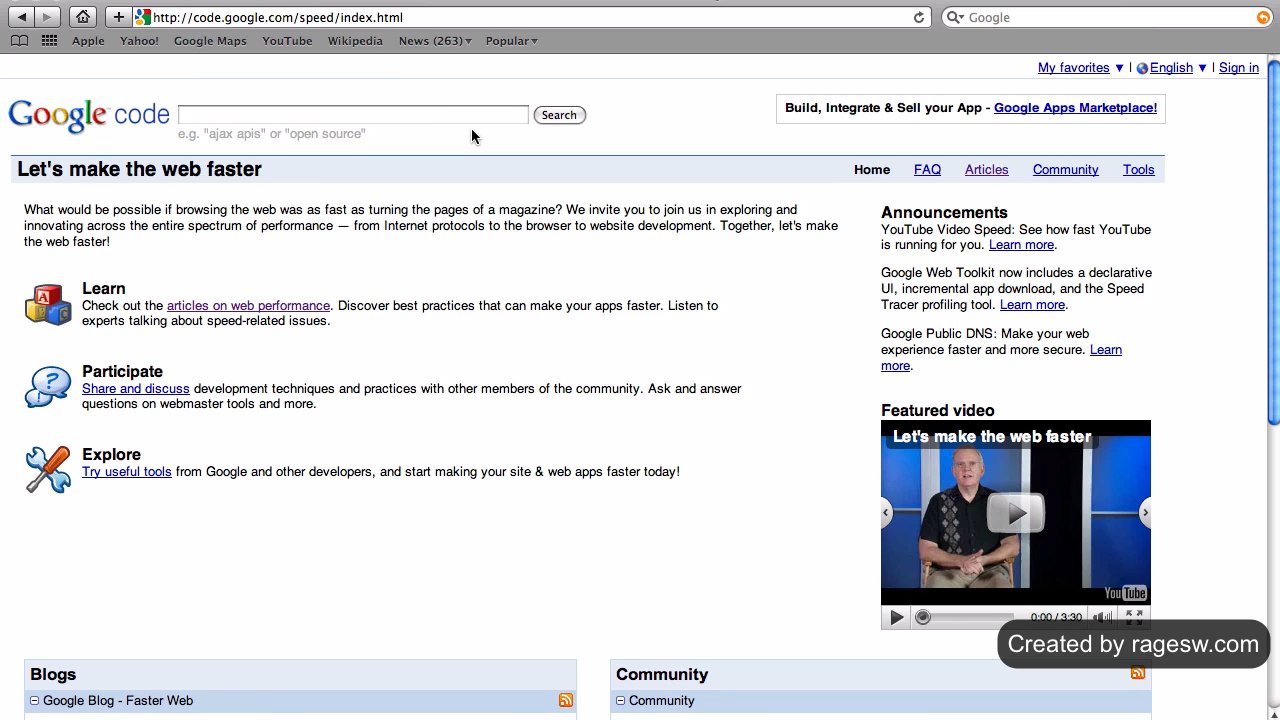 http://code.google.com/speed/index.html
Google
Apple Yahoo! Google Maps YouTube Wikipedia News (263) Popular
My favorites ▼ | English ▼ | Sign in
Google code
Search
e.g. "ajax apis" or "open source"
Build, Integrate & Sell your App - Google Apps Marketplace!
Let's make the web faster
Home FAQ Articles Community Tools
What would be possible if browsing the web was as fast as turning the pages of a magazine? We invite you to join us in exploring and
innovating across the entire spectrum of performance — from Internet protocols to the browser to website development. Together, let's make
the web faster!
Learn
Check out the articles on web performance. Discover best practices that can make your apps faster. Listen to
experts talking about speed-related issues.
Participate
Share and discuss development techniques and practices with other members of the community. Ask and answer
questions on webmaster tools and more.
Explore
Try useful tools from Google and other developers, and start making your site & web apps faster today!
Announcements
YouTube Video Speed: See how fast YouTube
is running for you. Learn more.
Google Web Toolkit now includes a declarative
UI, incremental app download, and the Speed
Tracer profiling tool. Learn more.
Google Public DNS: Make your web
experience faster and more secure. Learn
more.
Featured video
Let's make the web faster
YouTube
0:00 / 3:30
Created by ragesw.com
Blogs
Google Blog - Faster Web
Community
Community